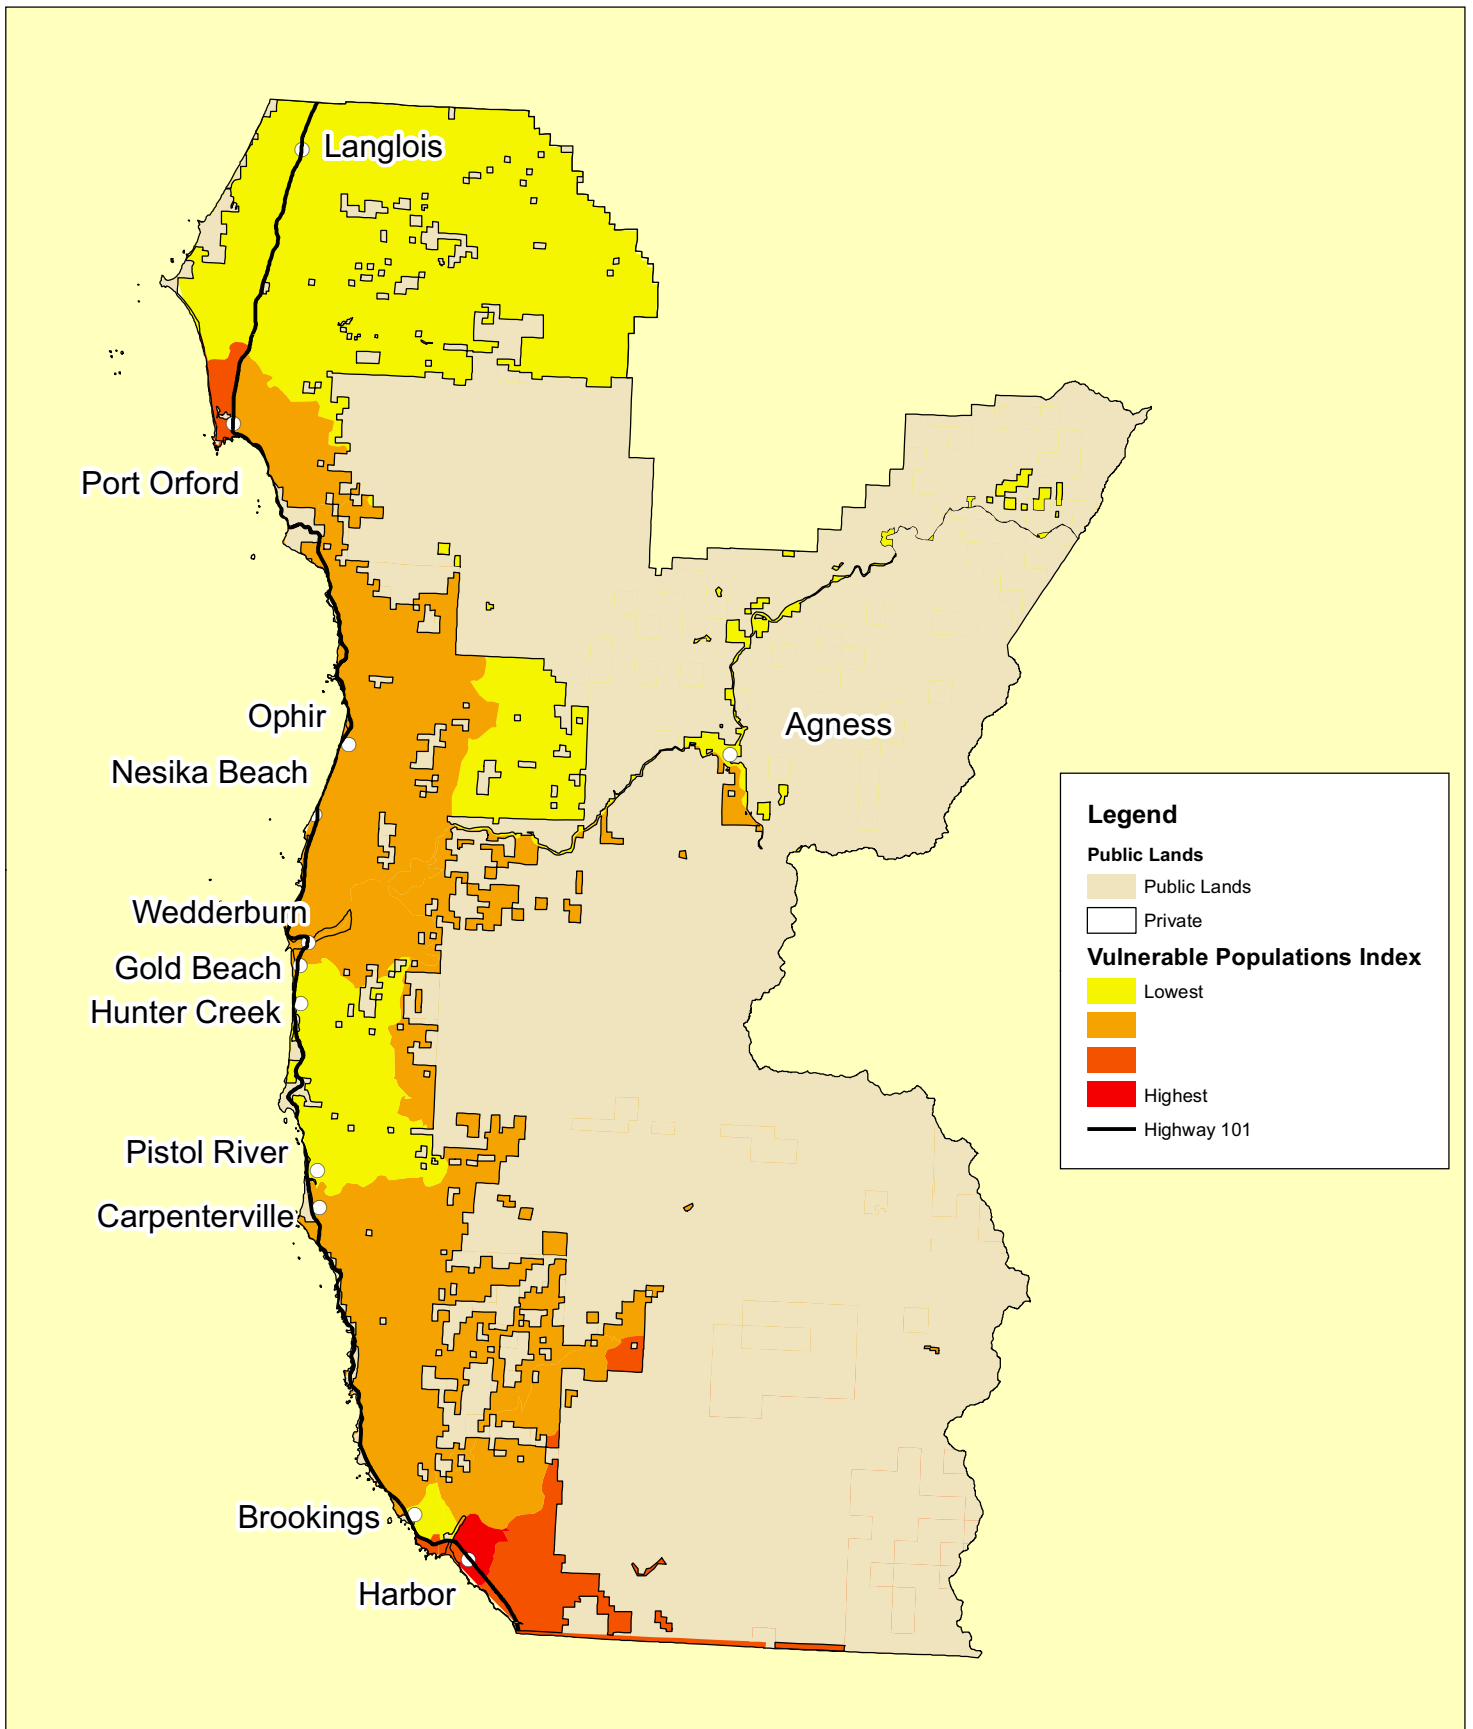 Langlois
Port Orford
Ophir
Agness
Nesika Beach
Wedderburn
Gold Beach
Hunter Creek
Pistol River
Carpenterville
Brookings
Harbor
Legend
Public Lands
Public Lands
Private
Vulnerable Populations Index
Lowest
Highest
Highway 101